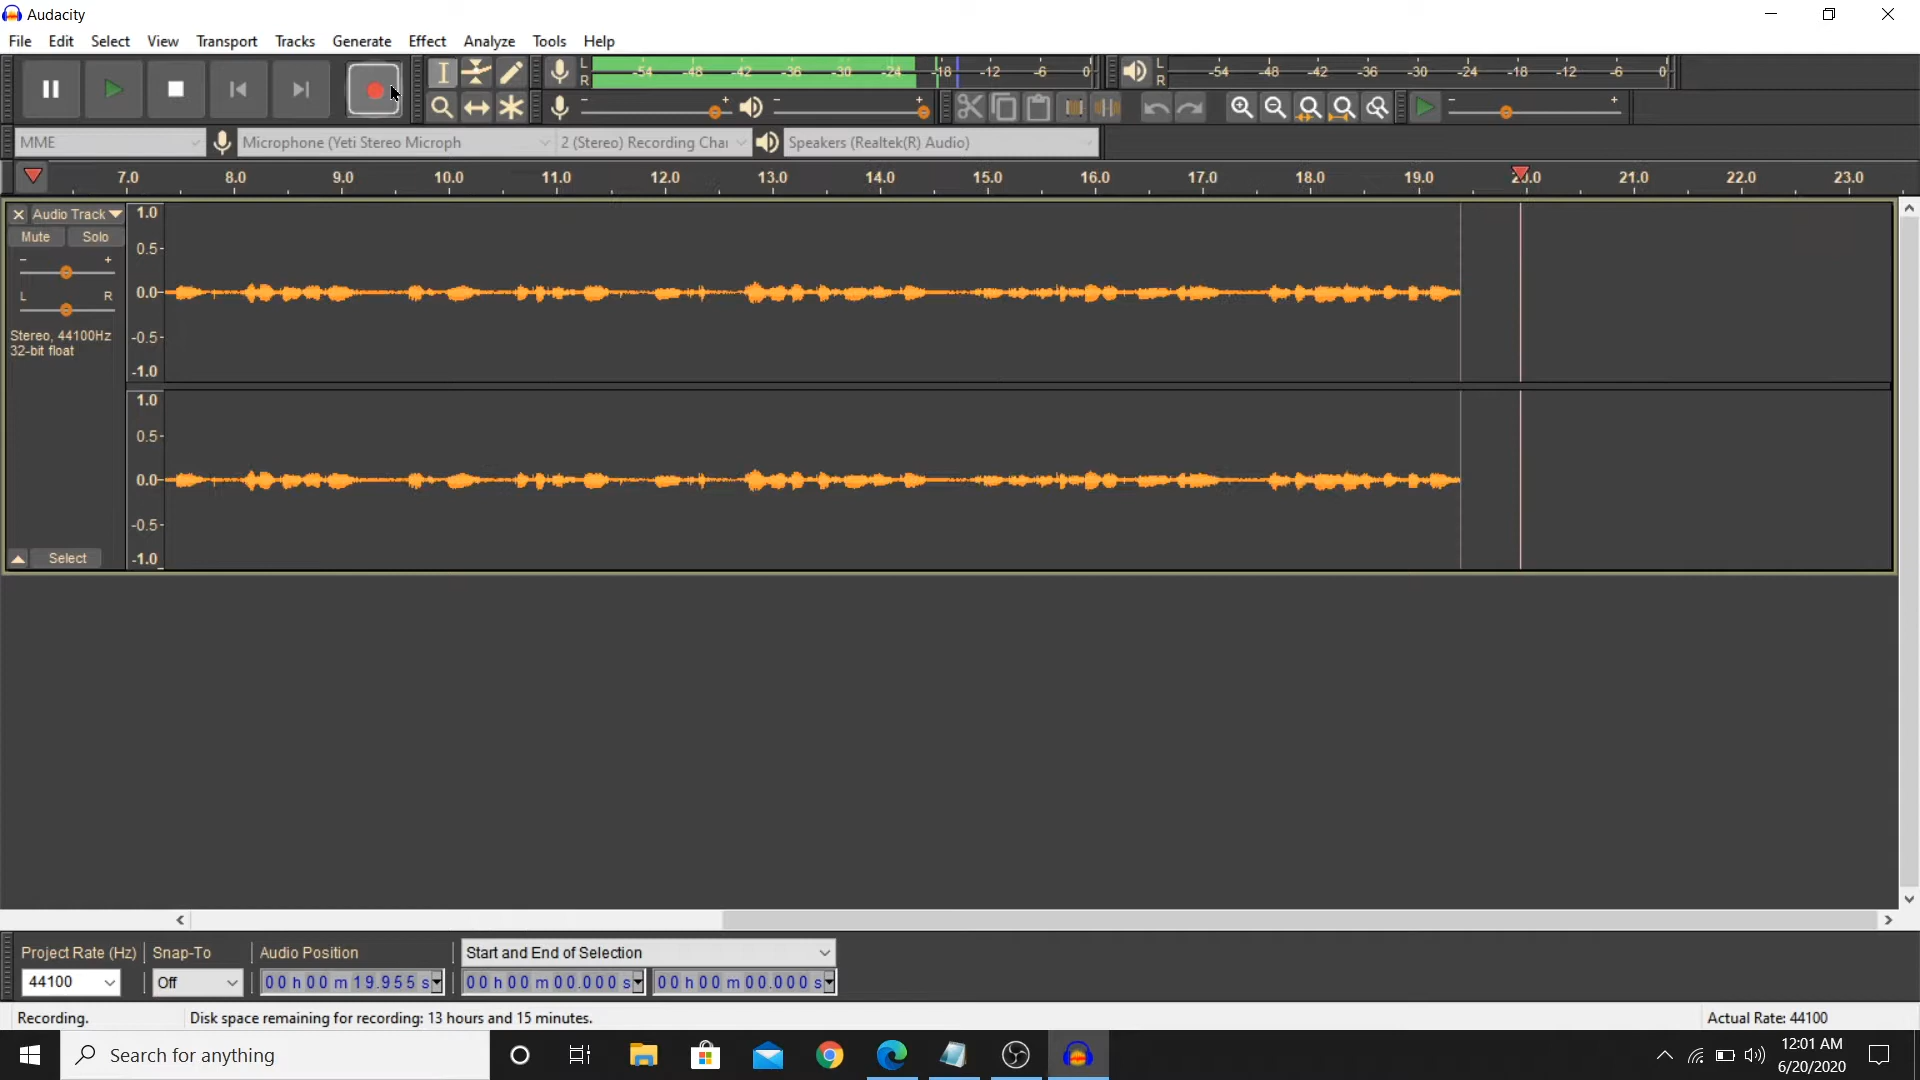 Audacity
File Edit Select View Transport Tracks Generate Effect Analyze Tools Help
L R -54 -48 -42 -36 -30 -24 -18 -12 -6 0 L R -54 -48 -42 -36 -30 -24 -18 -12 -6 0
- + - + - +
MME Microphone (Yeti Stereo Microph 2 (Stereo) Recording Chai Speakers (Realtek(R) Audio)
7.0 8.0 9.0 10.0 11.0 12.0 13.0 14.0 15.0 16.0 17.0 18.0 19.0 20.0 21.0 22.0 23.0
Audio Track 1.0
Mute Solo 0.5
- +
L R 0.0
Stereo, 44100Hz -0.5
32-bit float
-1.0
1.0
0.5
0.0
-0.5
Select -1.0
Project Rate (Hz) Snap-To Audio Position Start and End of Selection
44100 Off 00 h 00 m 19.955 s 00 h 00 m 00.000 s 00 h 00 m 00.000 s
Recording. Disk space remaining for recording: 13 hours and 15 minutes. Actual Rate: 44100
Search for anything 12:01 AM
6/20/2020